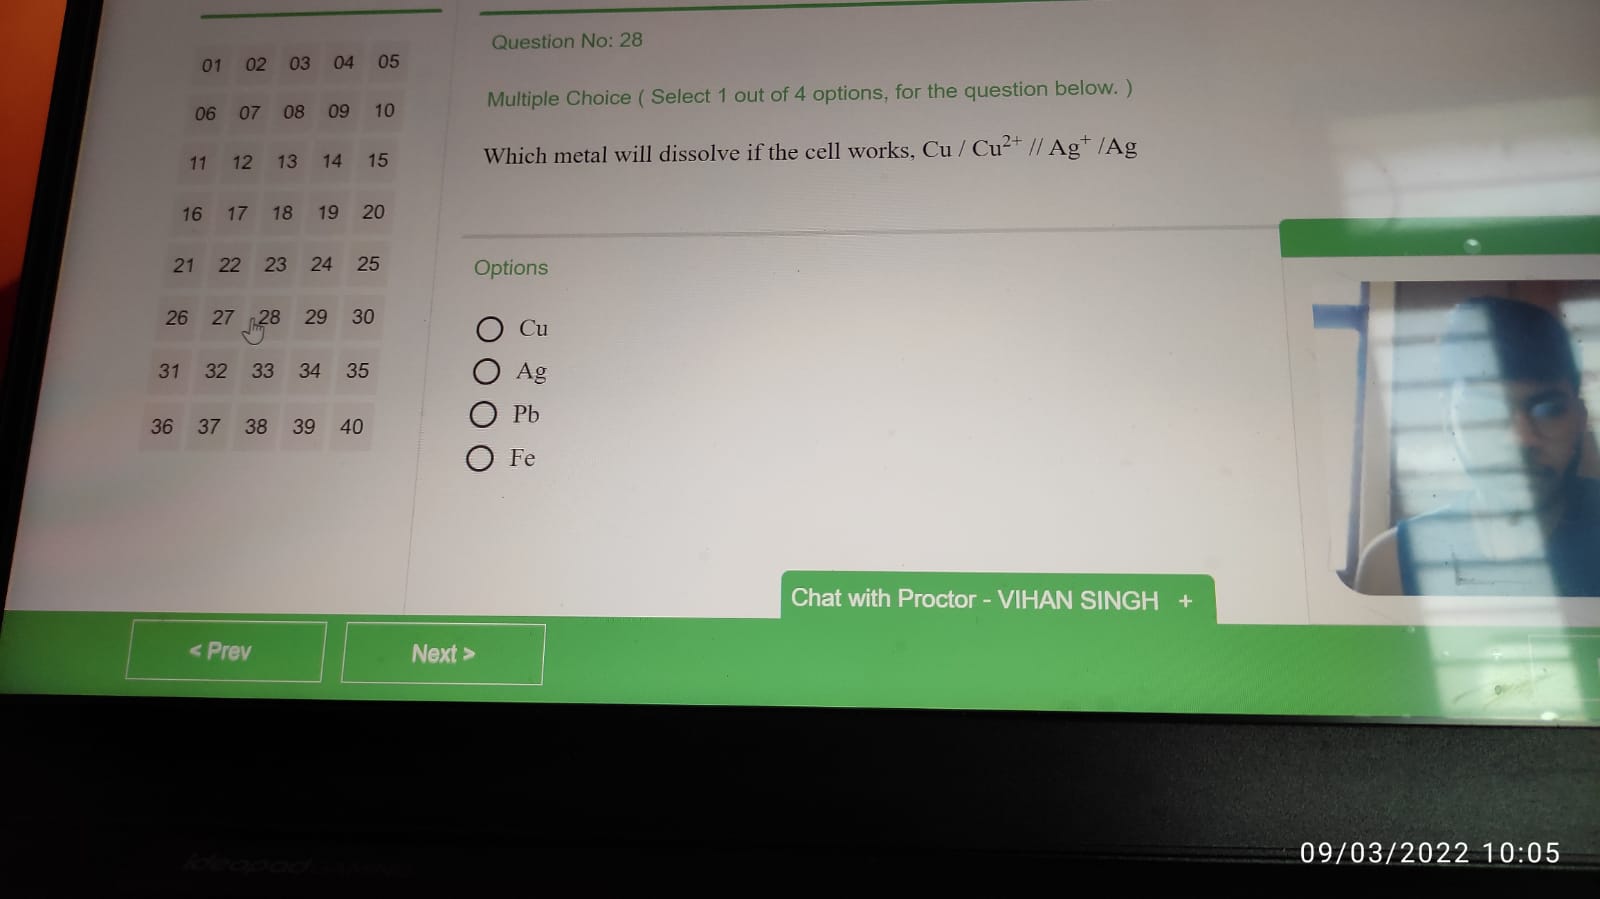 01 02 03 04 05
06 07 08 09 10
11 12 13 14 15
16 17 18 19 20
21 22 23 24 25
26 27 28 29 30
31 32 33 34 35
36 37 38 39 40
Question No: 28
Multiple Choice ( Select 1 out of 4 options, for the question below. )
Which metal will dissolve if the cell works, Cu / Cu²⁺ // Ag⁺ /Ag
Options
Cu
Ag
Pb
Fe
Chat with Proctor - VIHAN SINGH +
< Prev
Next >
ideapad
09/03/2022 10:05